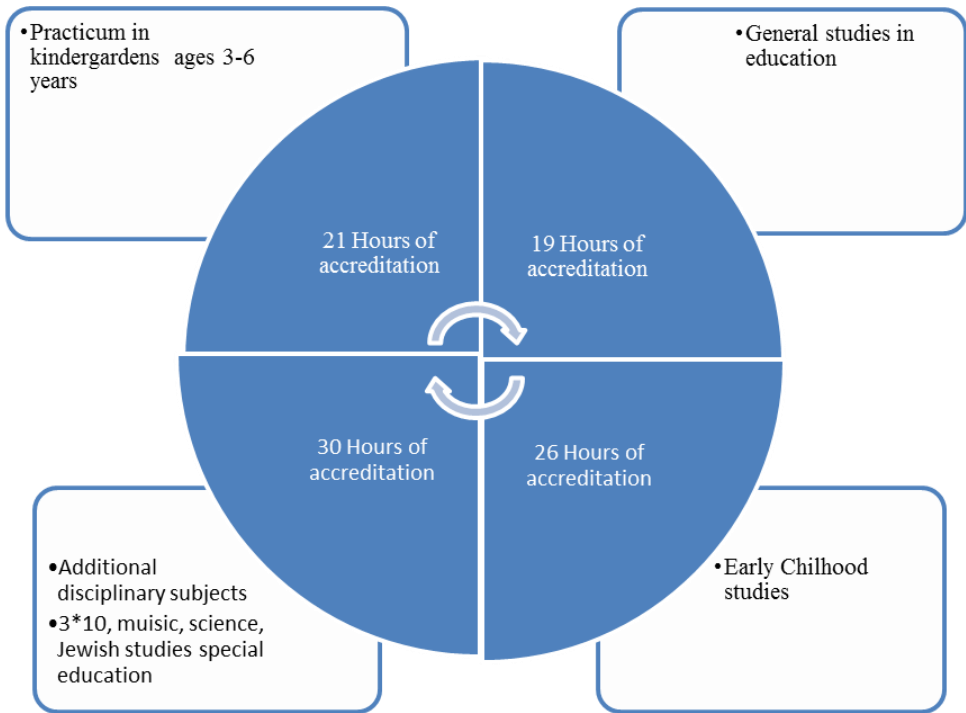 •Practicum in
kindergardens ages 3-6
years
•General studies in
education
21 Hours of
accreditation
19 Hours of
accreditation
30 Hours of
accreditation
26 Hours of
accreditation
•Additional
disciplinary subjects
•3*10, muisic, science,
Jewish studies special
education
•Early Chilhood
studies